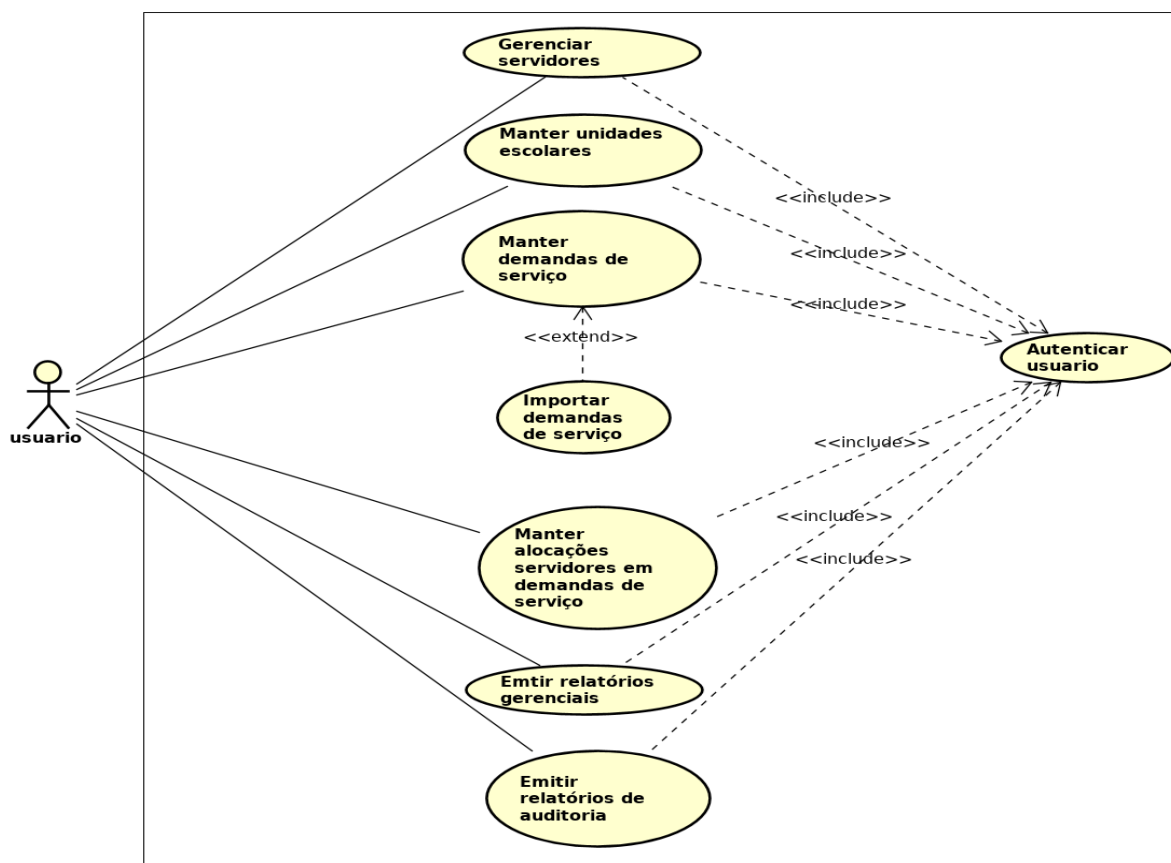 Gerenciar
servidores
Manter unidades
escolares
<<include>>
Manter
demandas de
serviço
<<include>>
<<include>>
<<extend>>
Autenticar
usuario
Importar
demandas
de serviço
usuario
<<include>>
Manter
alocações
servidores em
demandas de
serviço
<<include>>
<<include>>
Emtir relatórios
gerenciais
Emitir
relatórios de
auditoria